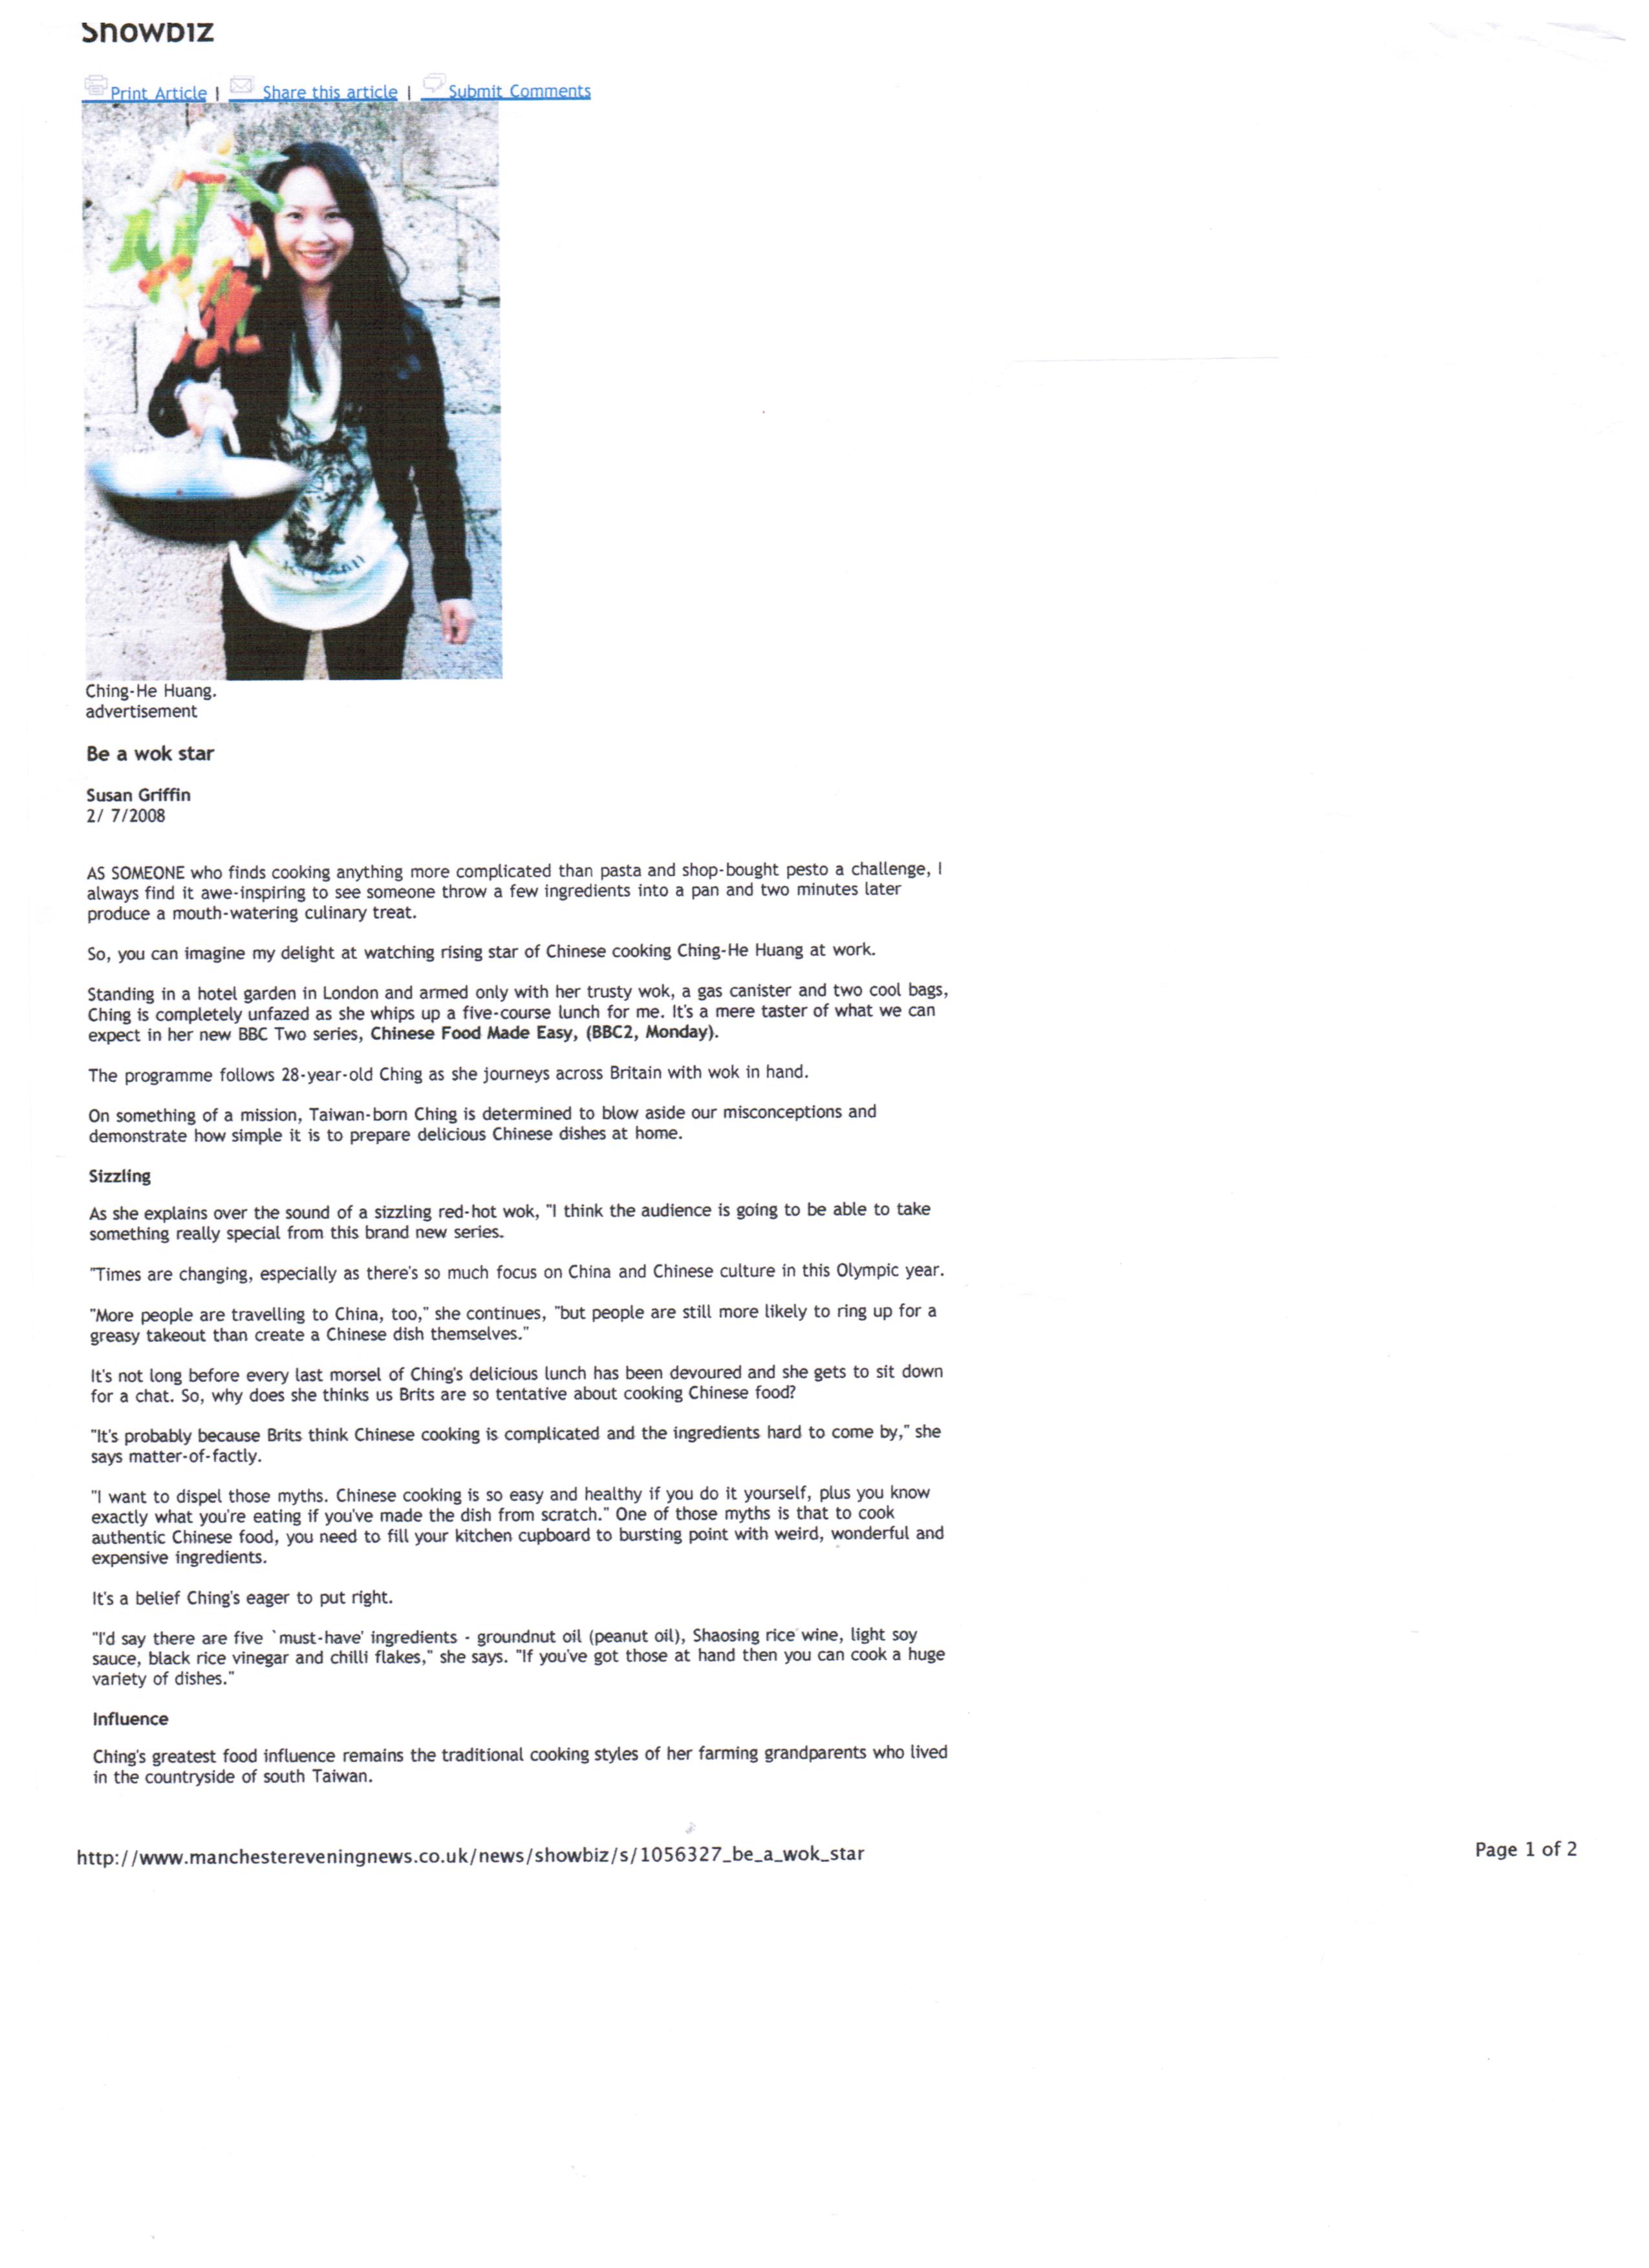 Showbiz
Print Article | Share this article | Submit Comments
Ching-He Huang.
advertisement
Be a wok star
Susan Griffin
2/ 7/2008
AS SOMEONE who finds cooking anything more complicated than pasta and shop-bought pesto a challenge, I
always find it awe-inspiring to see someone throw a few ingredients into a pan and two minutes later
produce a mouth-watering culinary treat.
So, you can imagine my delight at watching rising star of Chinese cooking Ching-He Huang at work.
Standing in a hotel garden in London and armed only with her trusty wok, a gas canister and two cool bags,
Ching is completely unfazed as she whips up a five-course lunch for me. It's a mere taster of what we can
expect in her new BBC Two series, Chinese Food Made Easy, (BBC2, Monday).
The programme follows 28-year-old Ching as she journeys across Britain with wok in hand.
On something of a mission, Taiwan-born Ching is determined to blow aside our misconceptions and
demonstrate how simple it is to prepare delicious Chinese dishes at home.
Sizzling
As she explains over the sound of a sizzling red-hot wok, "I think the audience is going to be able to take
something really special from this brand new series.
"Times are changing, especially as there's so much focus on China and Chinese culture in this Olympic year.
"More people are travelling to China, too," she continues, "but people are still more likely to ring up for a
greasy takeout than create a Chinese dish themselves."
It's not long before every last morsel of Ching's delicious lunch has been devoured and she gets to sit down
for a chat. So, why does she thinks us Brits are so tentative about cooking Chinese food?
"It's probably because Brits think Chinese cooking is complicated and the ingredients hard to come by," she
says matter-of-factly.
"I want to dispel those myths. Chinese cooking is so easy and healthy if you do it yourself, plus you know
exactly what you're eating if you've made the dish from scratch." One of those myths is that to cook
authentic Chinese food, you need to fill your kitchen cupboard to bursting point with weird, wonderful and
expensive ingredients.
It's a belief Ching's eager to put right.
"I'd say there are five `must-have' ingredients - groundnut oil (peanut oil), Shaosing rice wine, light soy
sauce, black rice vinegar and chilli flakes," she says. "If you've got those at hand then you can cook a huge
variety of dishes."
Influence
Ching's greatest food influence remains the traditional cooking styles of her farming grandparents who lived
in the countryside of south Taiwan.
http://www.manchestereveningnews.co.uk/news/showbiz/s/1056327_be_a_wok_star
Page 1 of 2